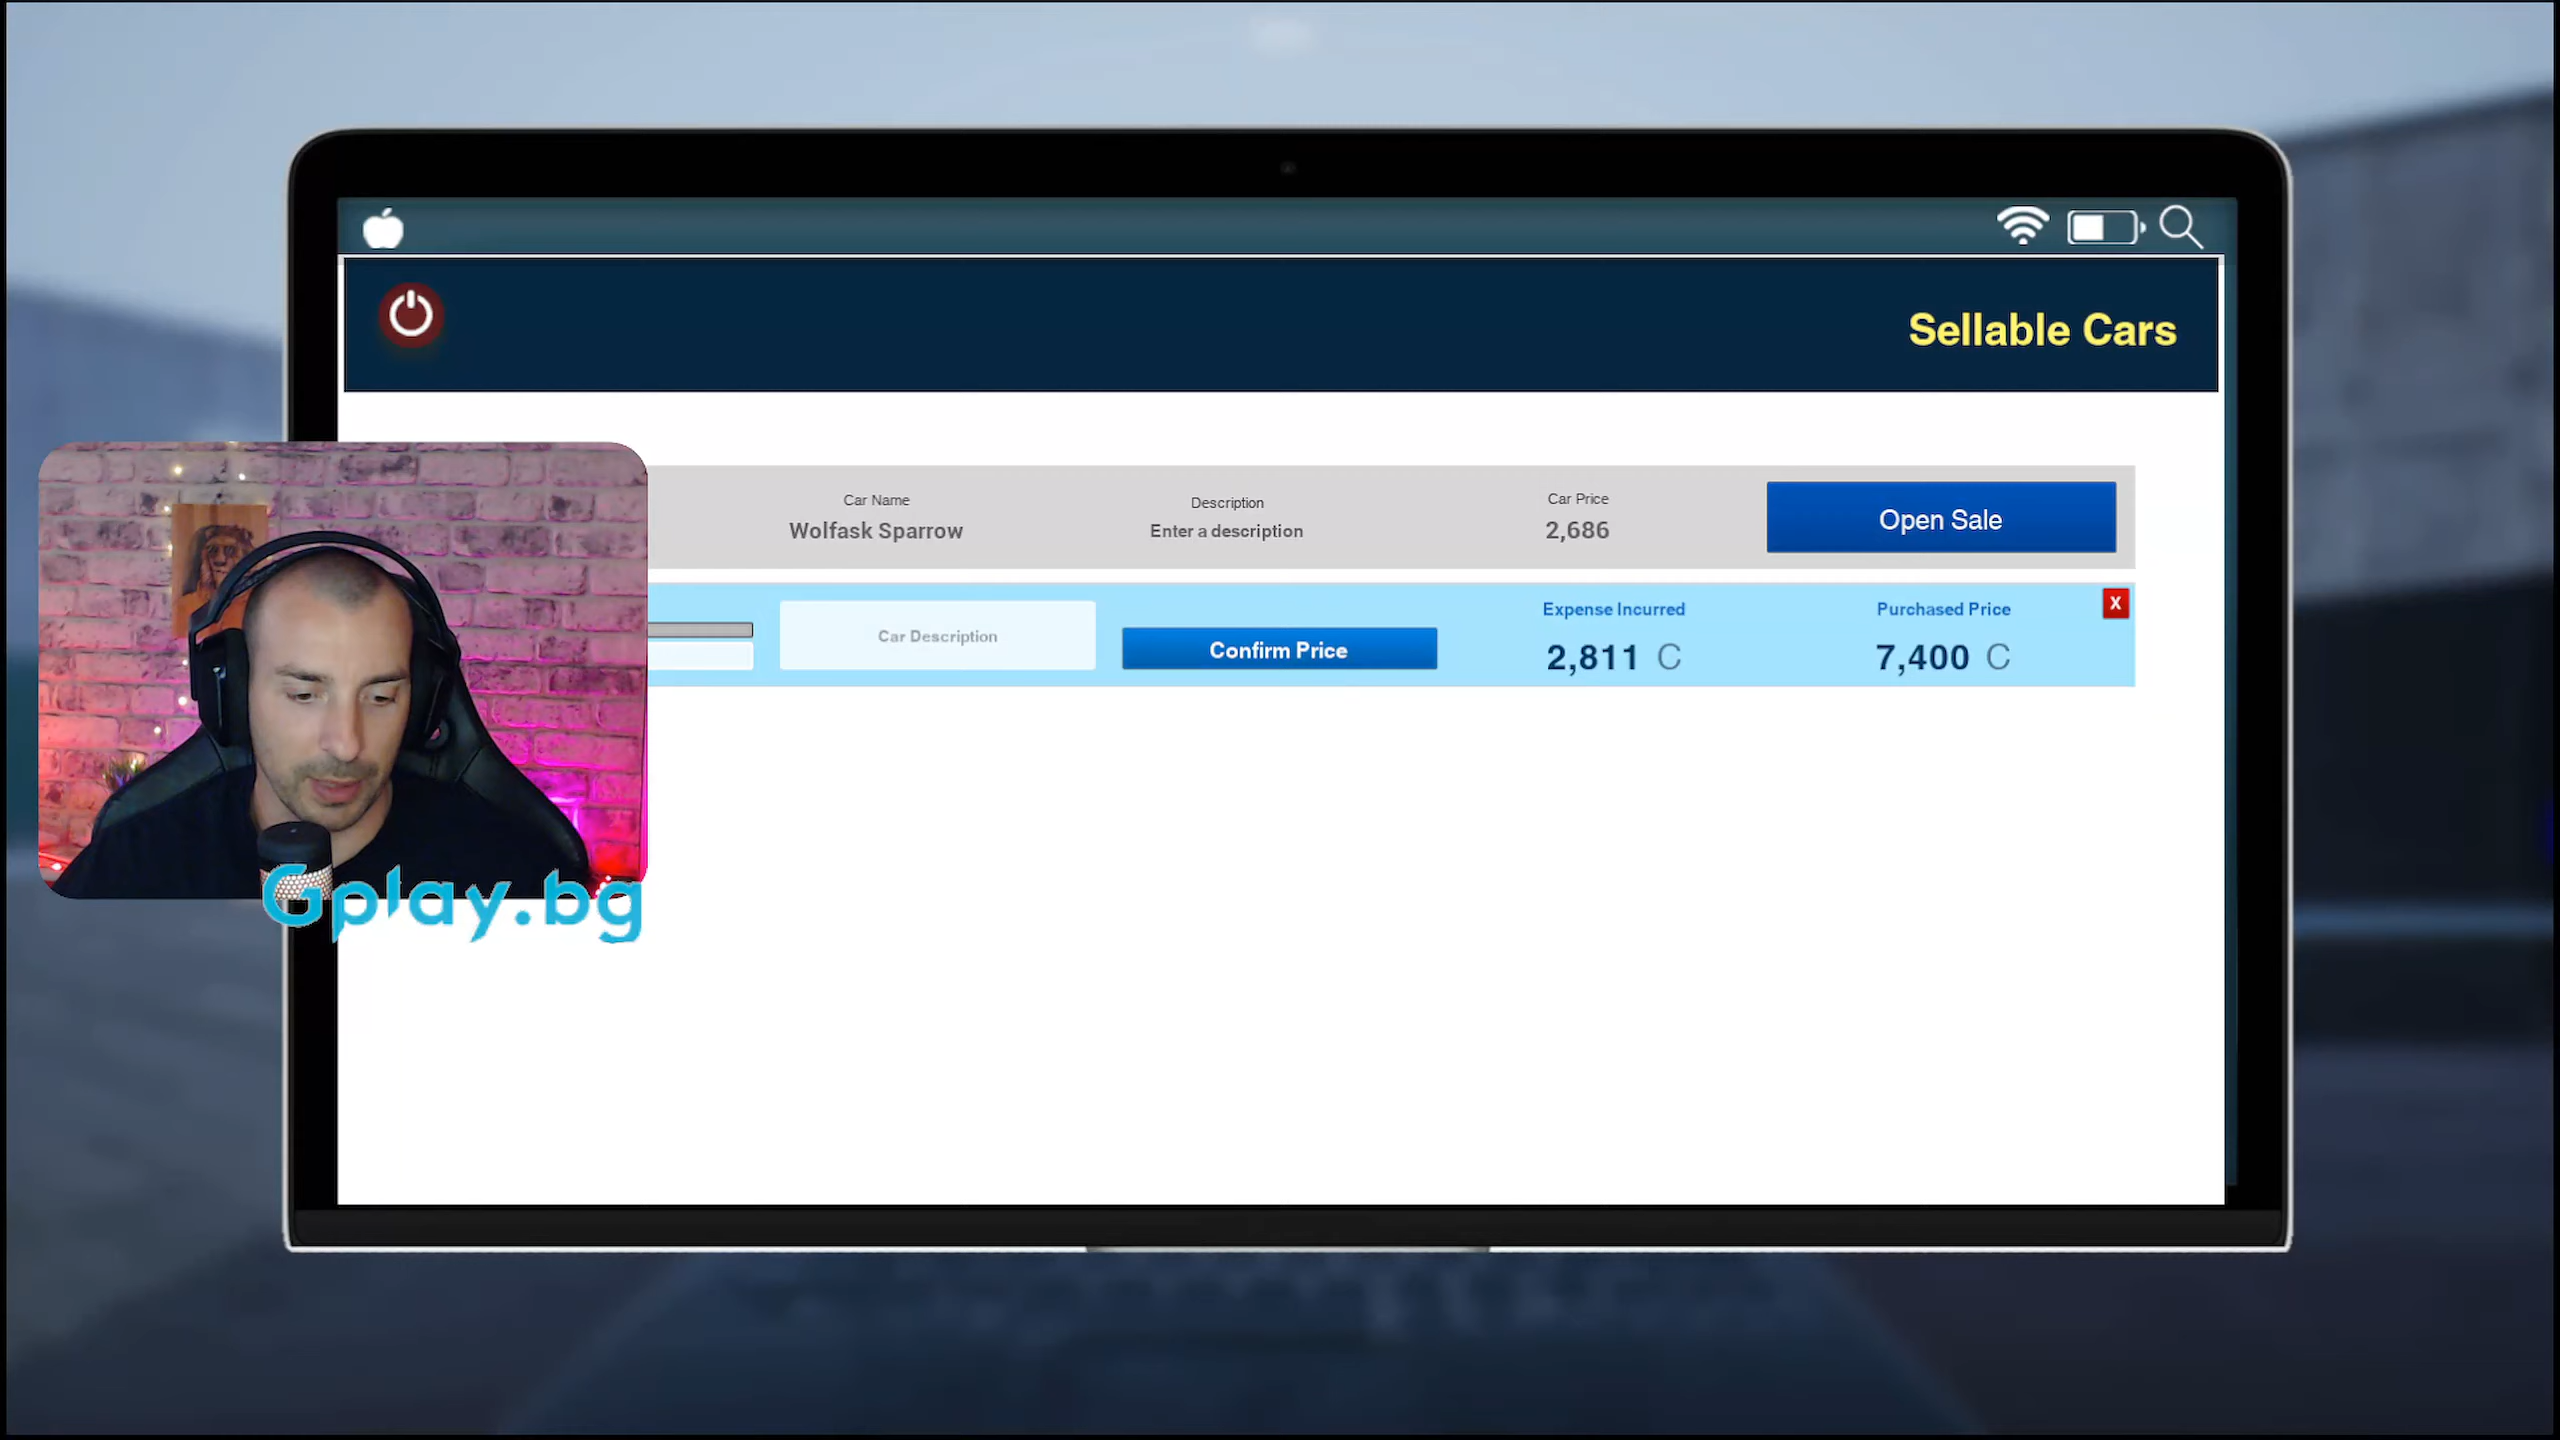 Sellable Cars
Car Name
Wolfask Sparrow
Description
Enter a description
Car Price
2,686
Open Sale
Car Description
Confirm Price
Expense Incurred
2,811 C
Purchased Price
7,400 C
X
Gplay.bg